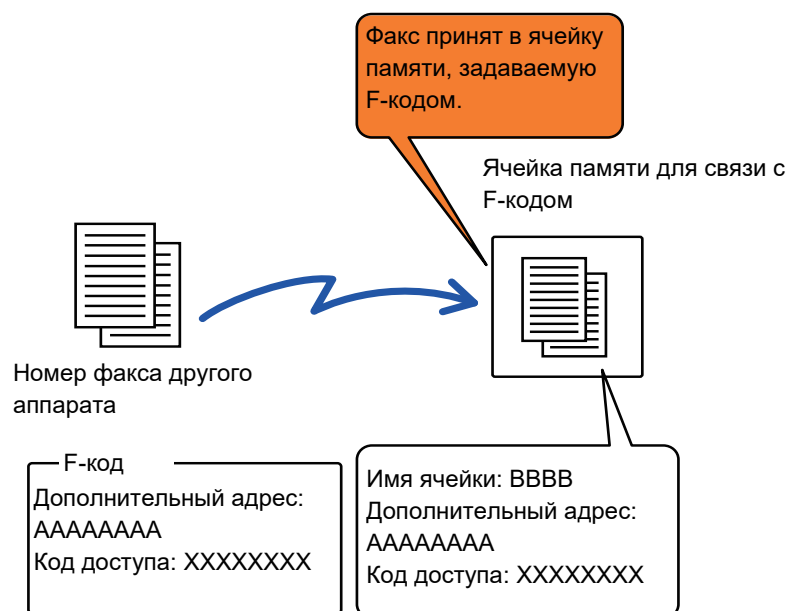 Факс принят в ячейку
памяти, задаваемую
F-кодом.
Ячейка памяти для связи с
F-кодом
Номер факса другого
аппарата
F-код
Дополнительный адрес:
AAAAAAAA
Код доступа: XXXXXXXX
Имя ячейки: BBBB
Дополнительный адрес:
AAAAAAAA
Код доступа: XXXXXXXX